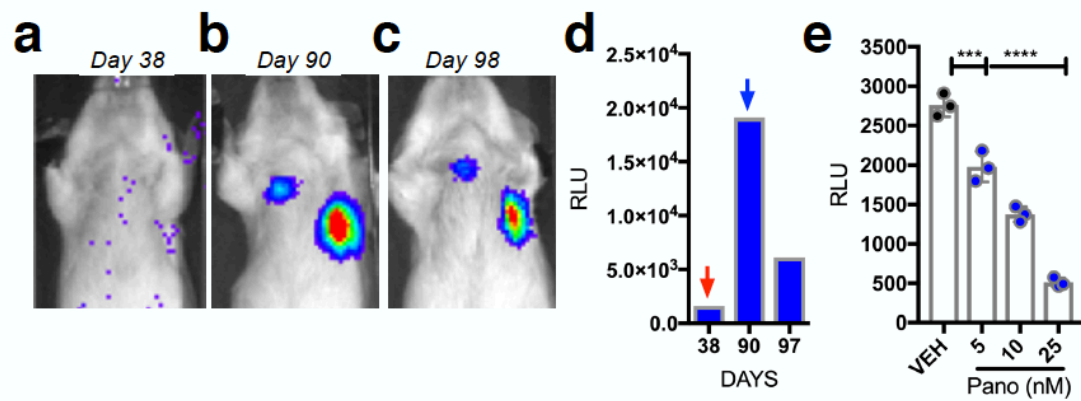 a
Day 38
b
Day 90
c
Day 98
d
RLU
2.5×10⁴
2.0×10⁴
1.5×10⁴
1.0×10⁴
5.0×10³
0.0
38
90
97
DAYS
e
RLU
3500
3000
2500
2000
1500
1000
500
0
*** ****
VEH
5
10
25
Pano (nM)